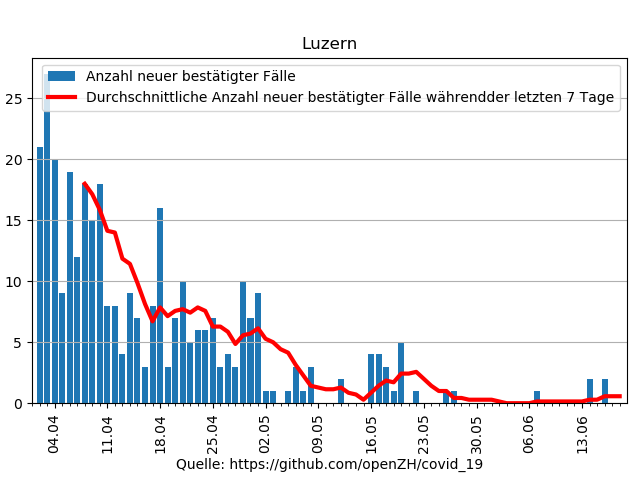 Luzern
Anzahl neuer bestätigter Fälle
Durchschnittliche Anzahl neuer bestätigter Fälle währendder letzten 7 Tage
25
20
15
10
5
0
04.04 11.04 18.04 25.04 02.05 09.05 16.05 23.05 30.05 06.06 13.06
Quelle: https://github.com/openZH/covid_19